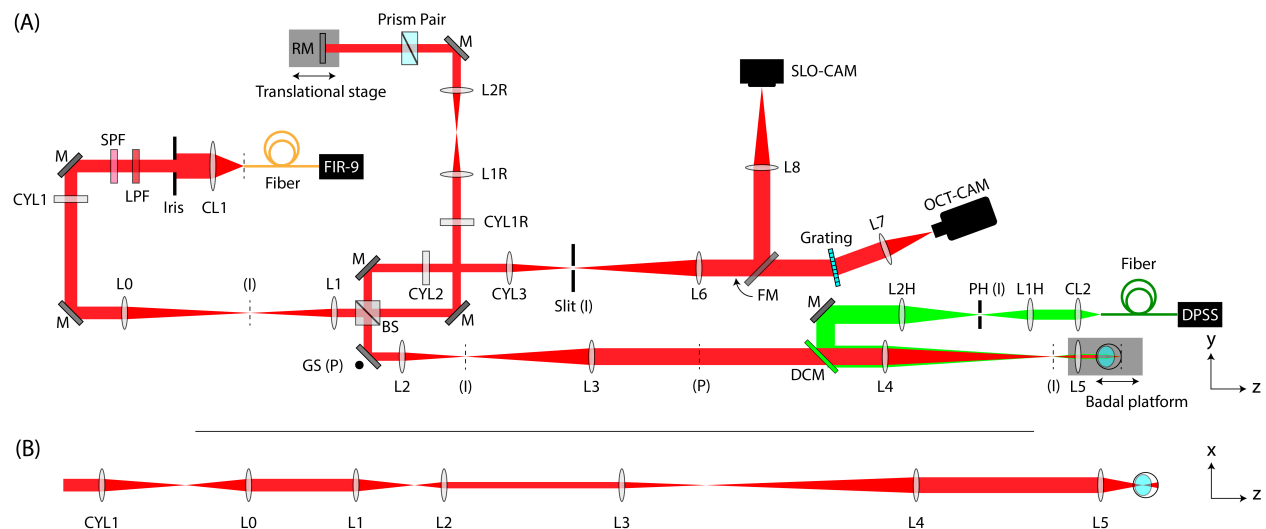 (A)
Prism Pair
M
RM
Translational stage
L2R
SLO-CAM
SPF
M
LPF
Iris
CL1
Fiber
FIR-9
L1R
L8
CYL1
CYL1R
OCT-CAM
L7
Grating
M
CYL2
CYL3
Slit (I)
L6
FM
Fiber
L0
(I)
L1
M
BS
M
M
L2H
PH (I)
L1H
CL2
DPSS
GS (P)
L2
(I)
L3
(P)
DCM
L4
(I)
L5
Badal platform
y
z
(B)
x
z
CYL1
L0
L1
L2
L3
L4
L5